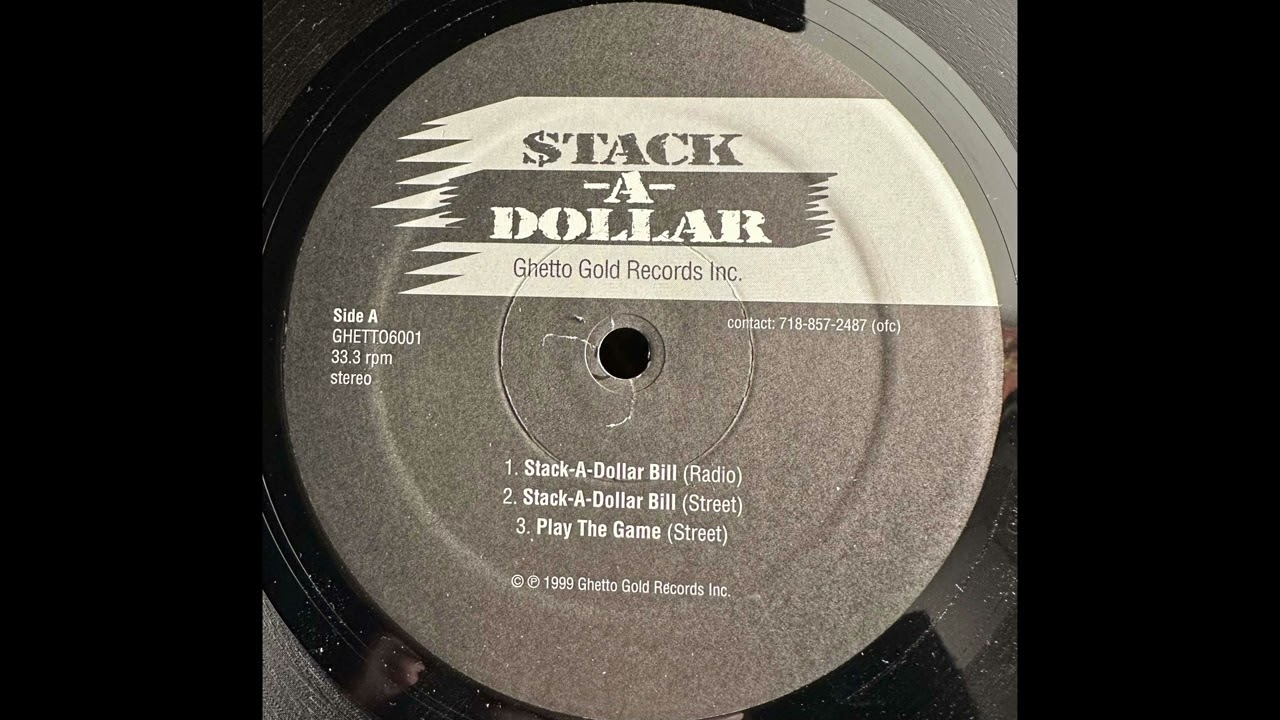 $TACK
-A-
DOLLAR
Ghetto Gold Records Inc.
Side A
GHETTO6001
33.3 rpm
stereo
contact: 718-857-2487 (ofc)
1. Stack-A-Dollar Bill (Radio)
2. Stack-A-Dollar Bill (Street)
3. Play The Game (Street)
© ℗ 1999 Ghetto Gold Records Inc.